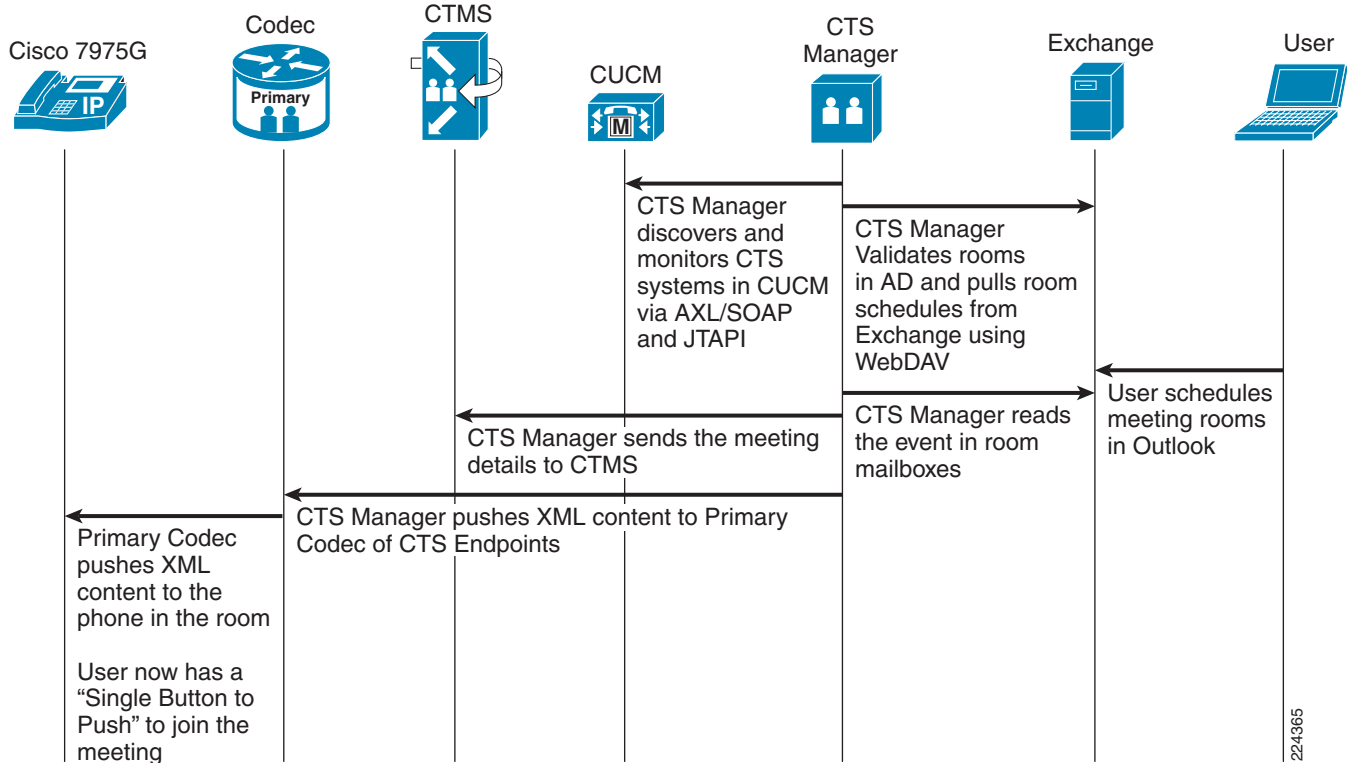 Cisco 7975G
Codec
Primary
IP
CTMS
CUCM
M
CTS
Manager
Exchange
User
CTS Manager
discovers and
monitors CTS
systems in CUCM
via AXL/SOAP
and JTAPI
CTS Manager
Validates rooms
in AD and pulls room
schedules from
Exchange using
WebDAV
User schedules
meeting rooms
in Outlook
CTS Manager reads
the event in room
mailboxes
CTS Manager sends the meeting
details to CTMS
CTS Manager pushes XML content to Primary
Codec of CTS Endpoints
Primary Codec
pushes XML
content to the
phone in the room
User now has a
“Single Button to
Push” to join the
meeting
224365